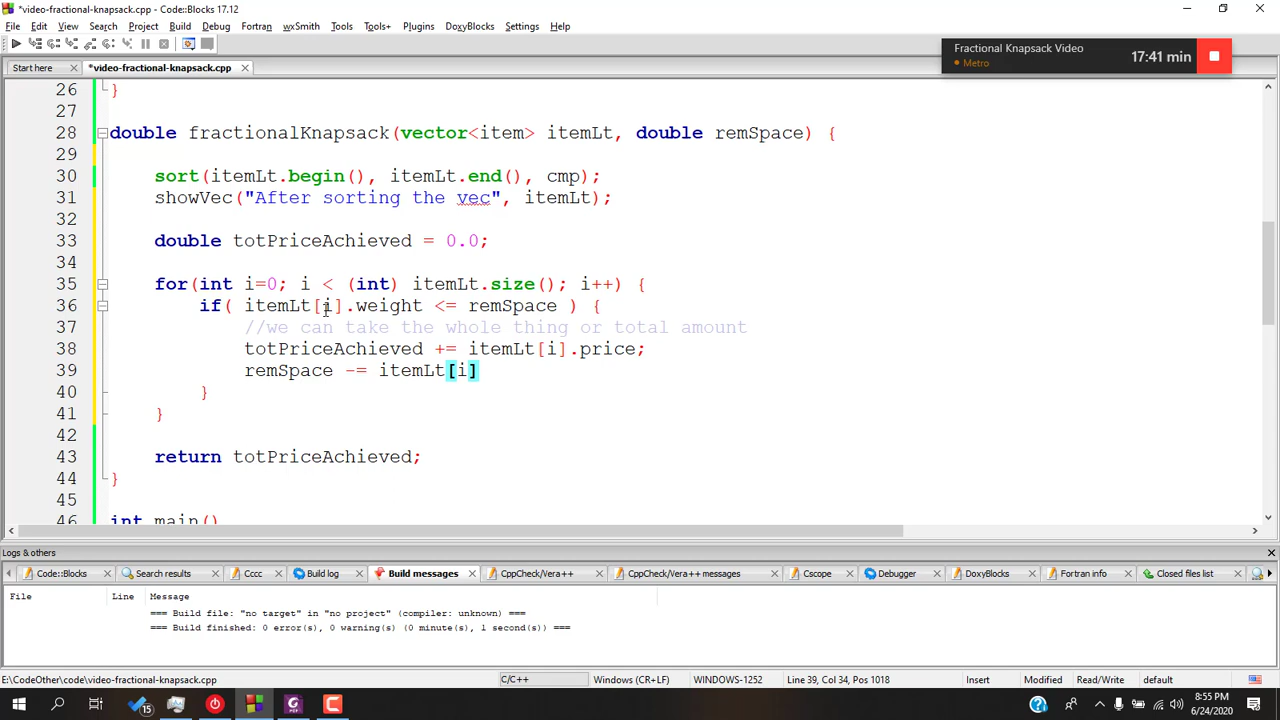 *video-fractional-knapsack.cpp - Code::Blocks 17.12
File Edit View Search Project Build Debug Fortran wxSmith Tools Tools+ Plugins DoxyBlocks Settings Help
Fractional Knapsack Video
Metro
17:41 min
Start here
*video-fractional-knapsack.cpp
26 }
27
28 double fractionalKnapsack(vector<item> itemLt, double remSpace) {
29
30 sort(itemLt.begin(), itemLt.end(), cmp);
31 showVec("After sorting the vec", itemLt);
32
33 double totPriceAchieved = 0.0;
34
35 for(int i=0; i < (int) itemLt.size(); i++) {
36 if( itemLt[i].weight <= remSpace ) {
37 //we can take the whole thing or total amount
38 totPriceAchieved += itemLt[i].price;
39 remSpace -= itemLt[i]
40 }
41 }
42
43 return totPriceAchieved;
44 }
45
46 int main()
Logs & others
Code::Blocks Search results Cccc Build log Build messages CppCheck/Vera++ CppCheck/Vera++ messages Cscope Debugger DoxyBlocks Fortran info Closed files list
File Line Message
=== Build file: "no target" in "no project" (compiler: unknown) ===
=== Build finished: 0 error(s), 0 warning(s) (0 minute(s), 1 second(s)) ===
E:\CodeOther\code\video-fractional-knapsack.cpp C/C++ Windows (CR+LF) WINDOWS-1252 Line 39, Col 34, Pos 1018 Insert Modified Read/Write default
15
8:55 PM
6/24/2020